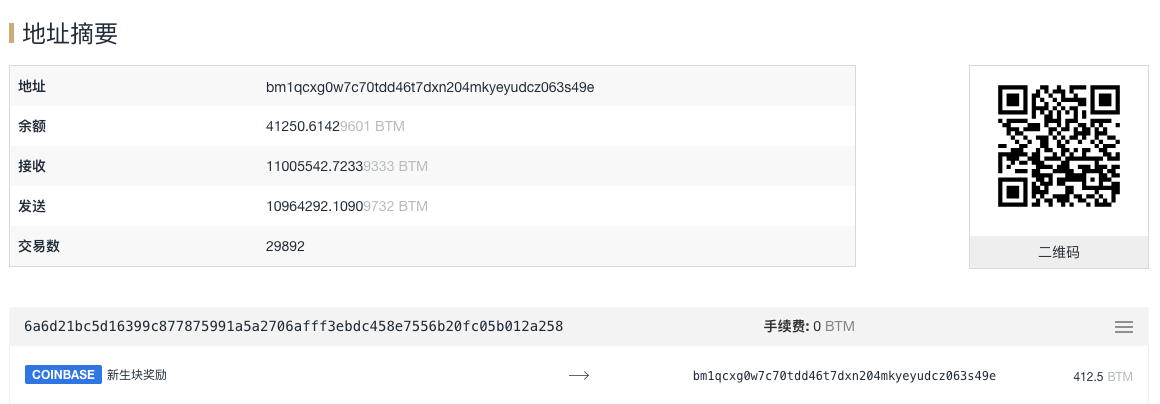 地址摘要
地址 bm1qcxg0w7c70tdd46t7dxn204mkyeyudcz063s49e
余额 41250.61429601 BTM
接收 11005542.72339333 BTM
发送 10964292.10909732 BTM
交易数 29892
二维码
6a6d21bc5d16399c877875991a5a2706afff3ebdc458e7556b20fc05b012a258 手续费: 0 BTM
COINBASE 新生块奖励 → bm1qcxg0w7c70tdd46t7dxn204mkyeyudcz063s49e 412.5 BTM